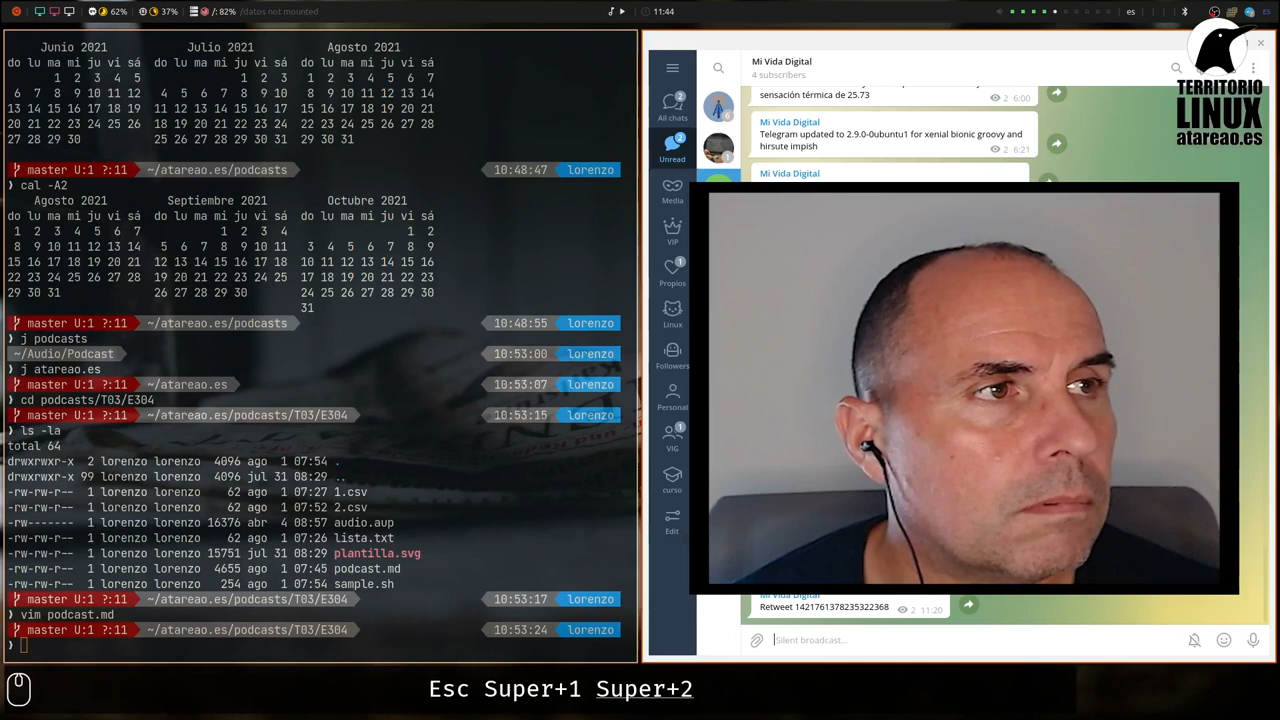 62% 37% /: 82% /datos not mounted
11:44
es
ES
Junio 2021 Julio 2021 Agosto 2021
do lu ma mi ju vi sá do lu ma mi ju vi sá do lu ma mi ju vi sá
1 2 3 4 5 1 2 3 1 2 3 4 5 6 7
6 7 8 9 10 11 12 4 5 6 7 8 9 10 8 9 10 11 12 13 14
13 14 15 16 17 18 19 11 12 13 14 15 16 17 15 16 17 18 19 20 21
20 21 22 23 24 25 26 18 19 20 21 22 23 24 22 23 24 25 26 27 28
27 28 29 30 25 26 27 28 29 30 31 29 30 31
master U:1 ?:11 ~/atareao.es/podcasts 10:48:47 lorenzo
❯ cal -A2
Agosto 2021 Septiembre 2021 Octubre 2021
do lu ma mi ju vi sá do lu ma mi ju vi sá do lu ma mi ju vi sá
1 2 3 4 5 6 7 1 2 3 4 1 2
8 9 10 11 12 13 14 5 6 7 8 9 10 11 3 4 5 6 7 8 9
15 16 17 18 19 20 21 12 13 14 15 16 17 18 10 11 12 13 14 15 16
22 23 24 25 26 27 28 19 20 21 22 23 24 25 17 18 19 20 21 22 23
29 30 31 26 27 28 29 30 24 25 26 27 28 29 30
31
master U:1 ?:11 ~/atareao.es/podcasts 10:48:55 lorenzo
❯ j podcasts
~/Audio/Podcast 10:53:00 lorenzo
❯ j atareao.es
master U:1 ?:11 ~/atareao.es 10:53:07 lorenzo
❯ cd podcasts/T03/E304
master U:1 ?:11 ~/atareao.es/podcasts/T03/E304 10:53:15 lorenzo
❯ ls -la
total 64
drwxrwxr-x 2 lorenzo lorenzo 4096 ago 1 07:54 .
drwxrwxr-x 99 lorenzo lorenzo 4096 jul 31 08:29 ..
-rw-rw-r-- 1 lorenzo lorenzo 62 ago 1 07:27 1.csv
-rw-rw-r-- 1 lorenzo lorenzo 62 ago 1 07:52 2.csv
-rw------- 1 lorenzo lorenzo 16376 abr 4 08:57 audio.aup
-rw-rw-r-- 1 lorenzo lorenzo 62 ago 1 07:54 lista.txt
-rw-rw-r-- 1 lorenzo lorenzo 15751 jul 31 08:29 plantilla.svg
-rw-rw-r-- 1 lorenzo lorenzo 4655 ago 1 07:45 podcast.md
-rw-rw-r-- 1 lorenzo lorenzo 254 ago 1 07:54 sample.sh
master U:1 ?:11 ~/atareao.es/podcasts/T03/E304 10:53:17 lorenzo
❯ vim podcast.md
master U:1 ?:11 ~/atareao.es/podcasts/T03/E304 10:53:24 lorenzo
❯
2
All chats
2
Unread
Media
VIP
1
Propios
Linux
Followers
Personal
1
VIG
curso
Edit
6
1
Mi Vida Digital
4 subscribers
sensación térmica de 25.73
2 6:00
Mi Vida Digital
Telegram updated to 2.9.0-0ubuntu1 for xenial bionic groovy and
hirsute impish
2 6:21
Mi Vida Digital
Mi Vida Digital
Retweet 1421761378235322368 2 11:20
Silent broadcast...
TERRITORIO
LINUX
atareao.es
Esc Super+1 Super+2